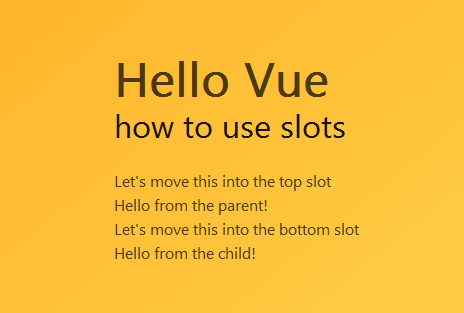 Hello Vue
how to use slots
Let's move this into the top slot
Hello from the parent!
Let's move this into the bottom slot
Hello from the child!